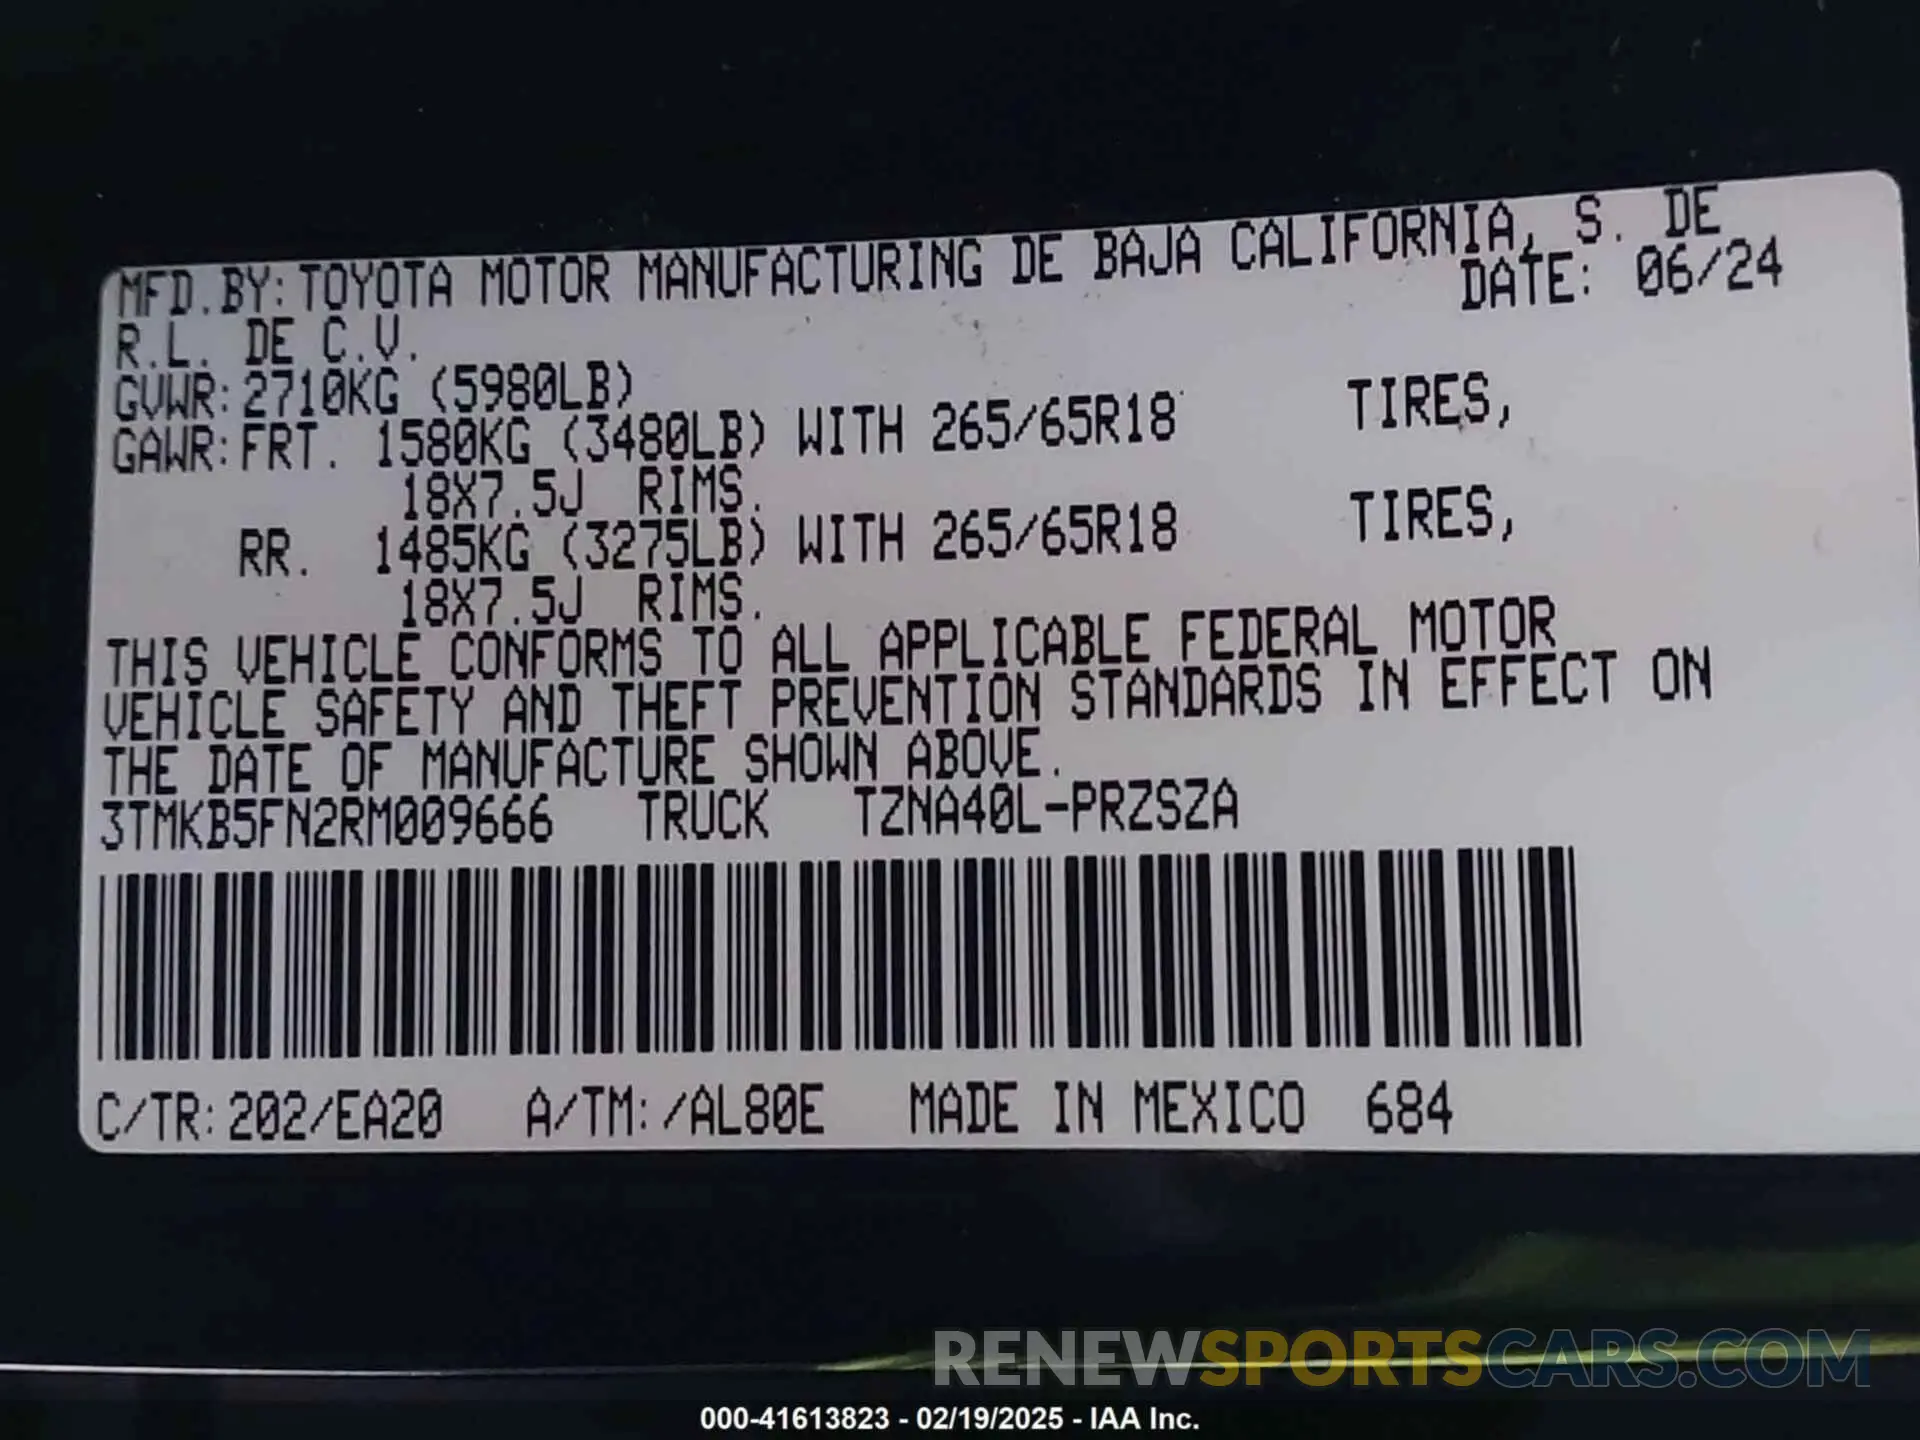 MFD.BY:TOYOTA MOTOR MANUFACTURING DE BAJA CALIFORNIA, S. DE
R.L. DE C.V. DATE: 06/24
GVWR:2710KG (5980LB)
GAWR:FRT. 1580KG (3480LB) WITH 265/65R18 TIRES,
18X7.5J RIMS.
RR. 1485KG (3275LB) WITH 265/65R18 TIRES,
18X7.5J RIMS.
THIS VEHICLE CONFORMS TO ALL APPLICABLE FEDERAL MOTOR
VEHICLE SAFETY AND THEFT PREVENTION STANDARDS IN EFFECT ON
THE DATE OF MANUFACTURE SHOWN ABOVE.
3TMKB5FN2RM009666 TRUCK TZNA40L-PRZSZA
C/TR:202/EA20 A/TM:/AL80E MADE IN MEXICO 684
RENEWSPORTSCARS.COM
000-41613823 - 02/19/2025 - IAA Inc.